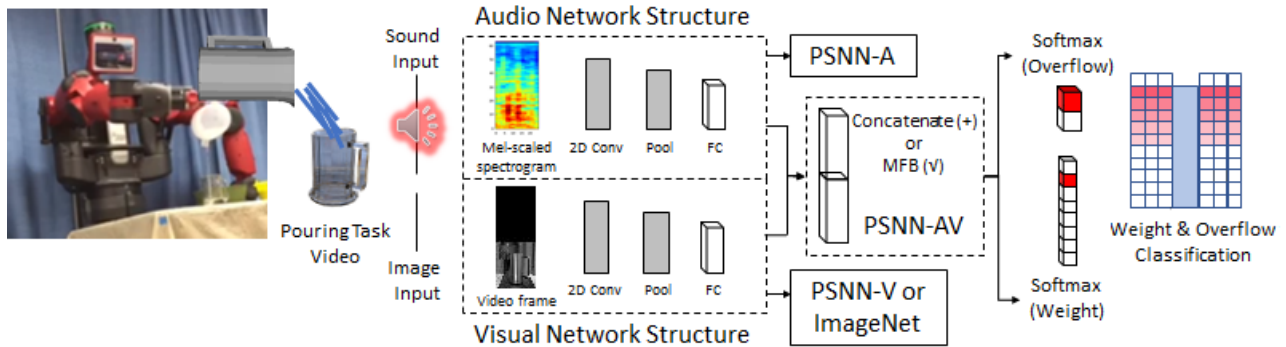 Audio Network Structure
Sound
Input
Mel-scaled
spectrogram
2D Conv
Pool
FC
PSNN-A
Pouring Task
Video
Image
Input
Video frame
2D Conv
Pool
FC
Visual Network Structure
Concatenate (+)
or
MFB (√)
PSNN-AV
PSNN-V or
ImageNet
Softmax
(Overflow)
Softmax
(Weight)
Weight & Overflow
Classification